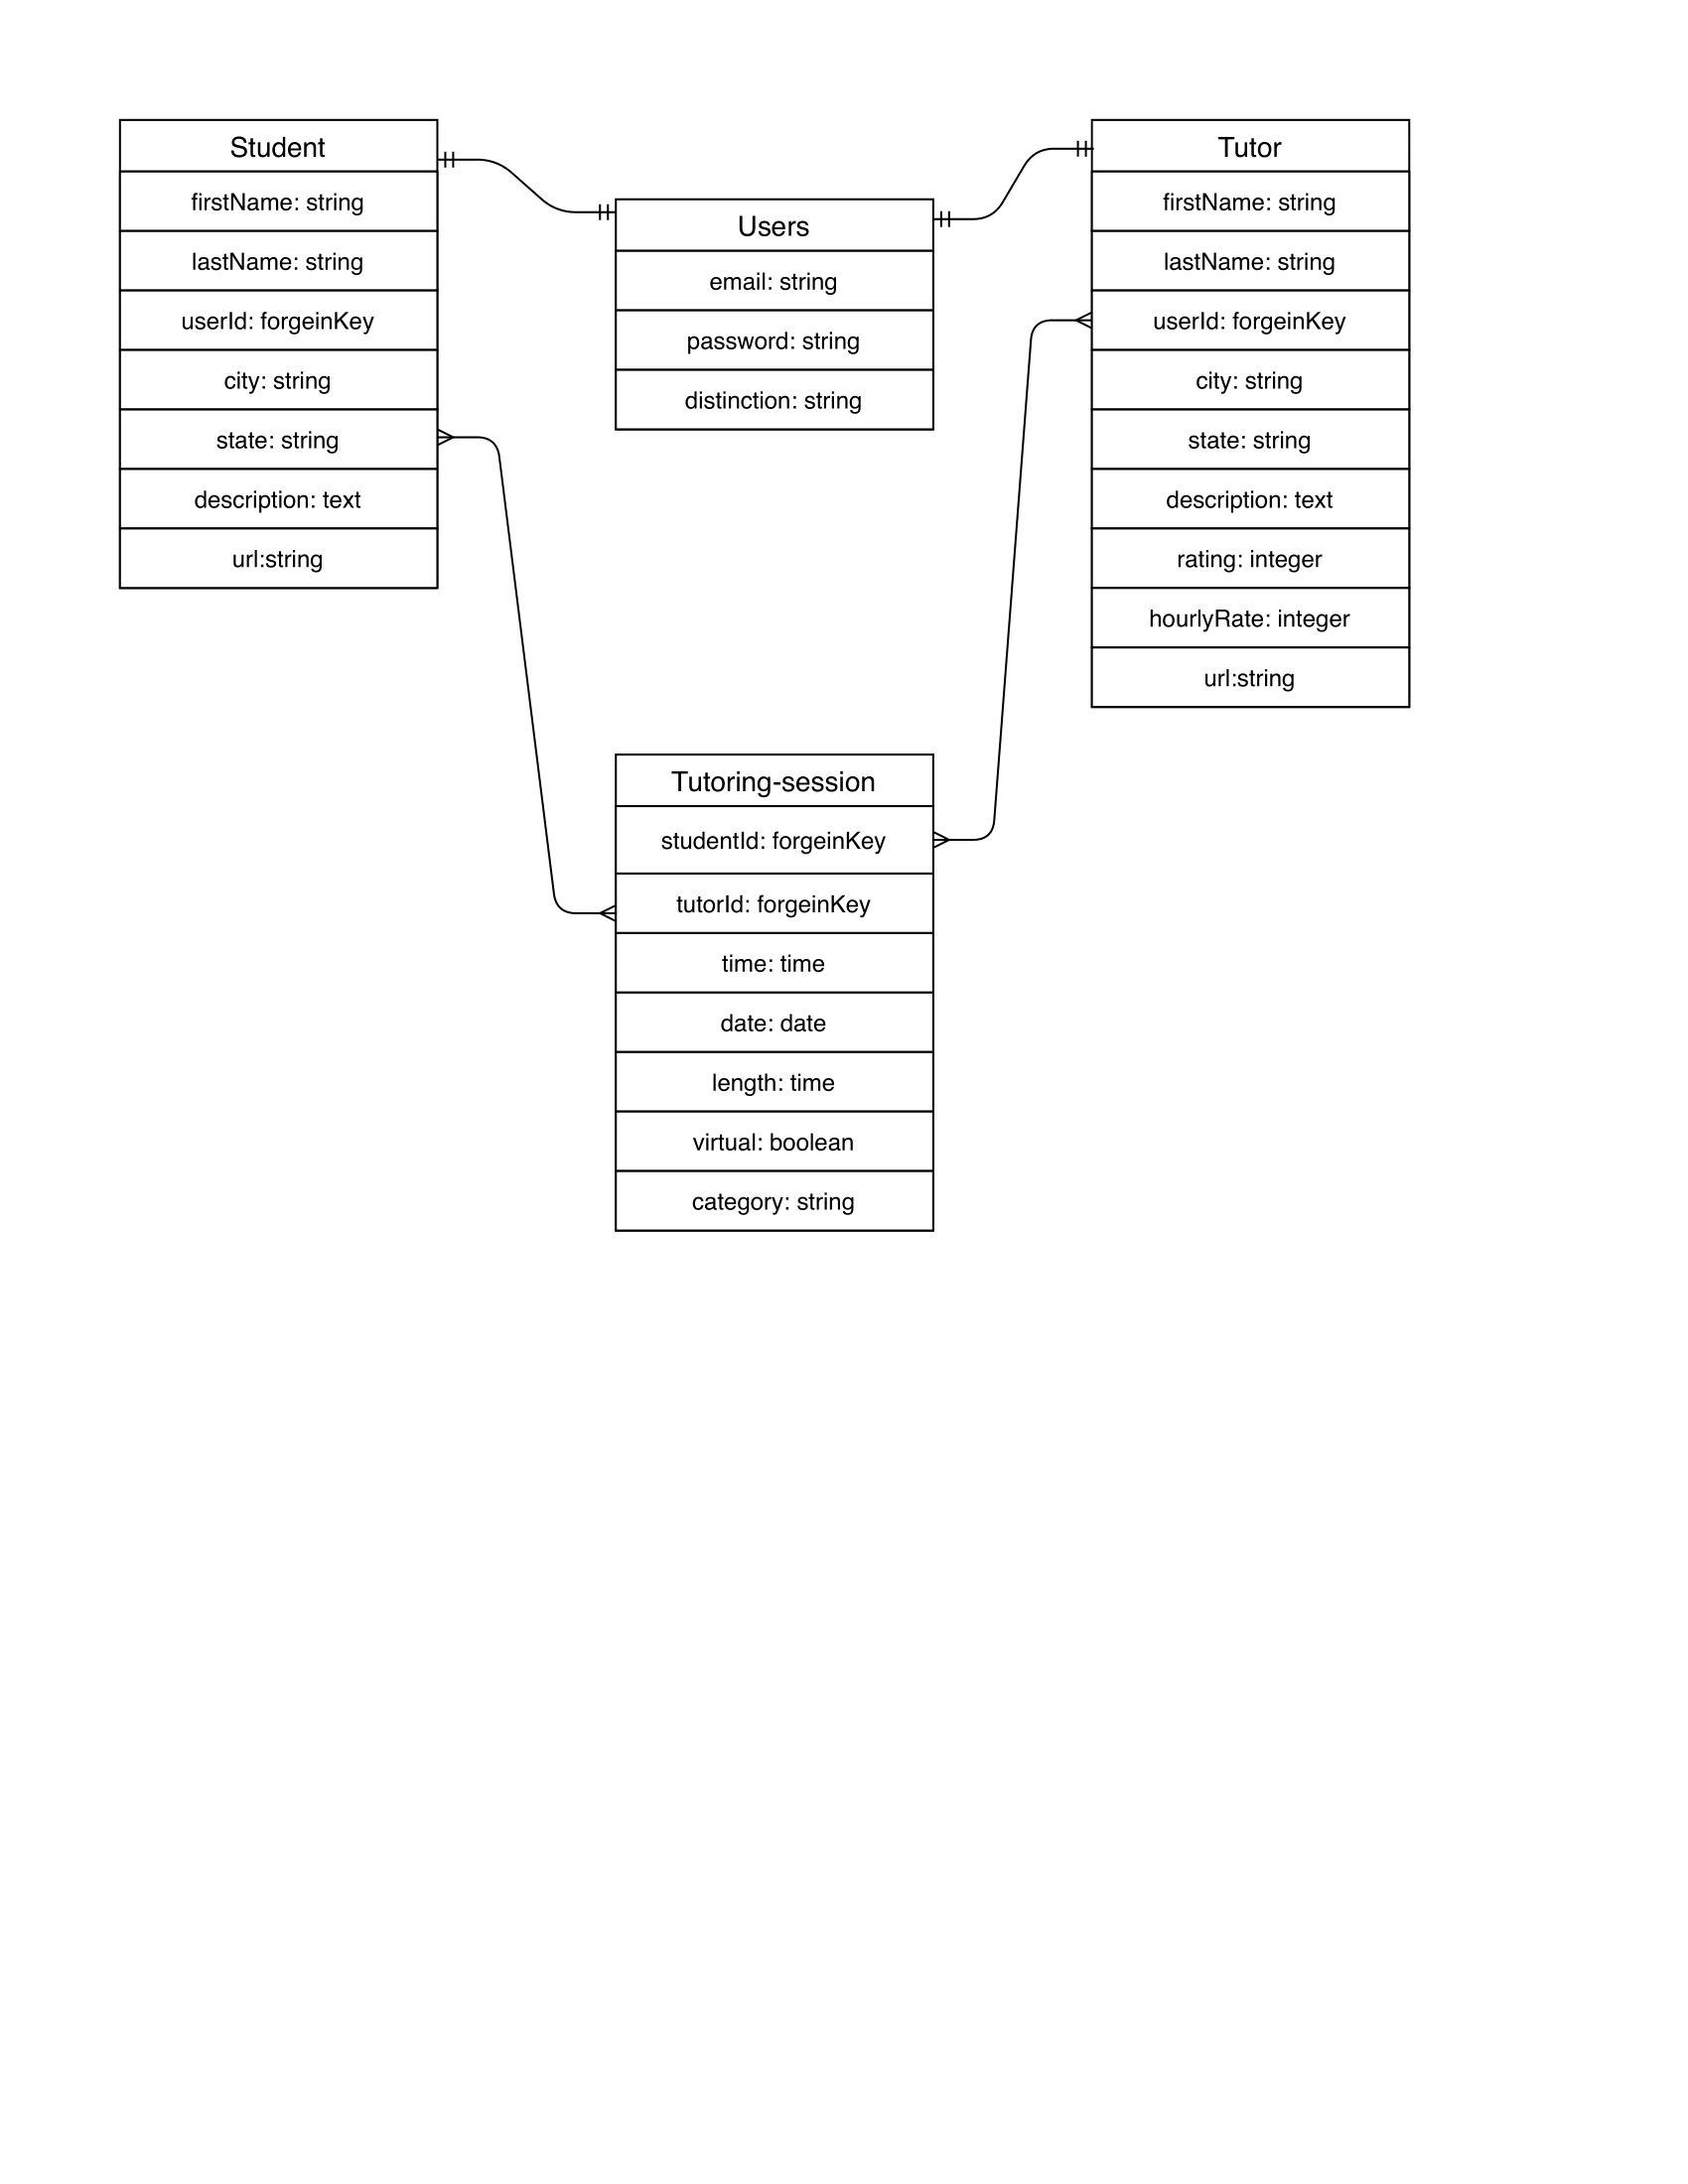 Student
firstName: string
lastName: string
userId: forgeinKey
city: string
state: string
description: text
url:string
Users
email: string
password: string
distinction: string
Tutor
firstName: string
lastName: string
userId: forgeinKey
city: string
state: string
description: text
rating: integer
hourlyRate: integer
url:string
Tutoring-session
studentId: forgeinKey
tutorId: forgeinKey
time: time
date: date
length: time
virtual: boolean
category: string